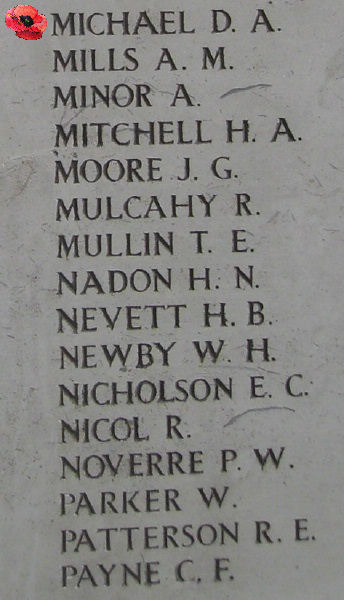 MICHAEL D. A.
MILLS A. M.
MINOR A.
MITCHELL H. A.
MOORE J. G.
MULCAHY R.
MULLIN T. E.
NADON H. N.
NEVETT H. B.
NEWBY W. H.
NICHOLSON E. C.
NICOL R.
NOVERRE P. W.
PARKER W.
PATTERSON R. E.
PAYNE C. F.